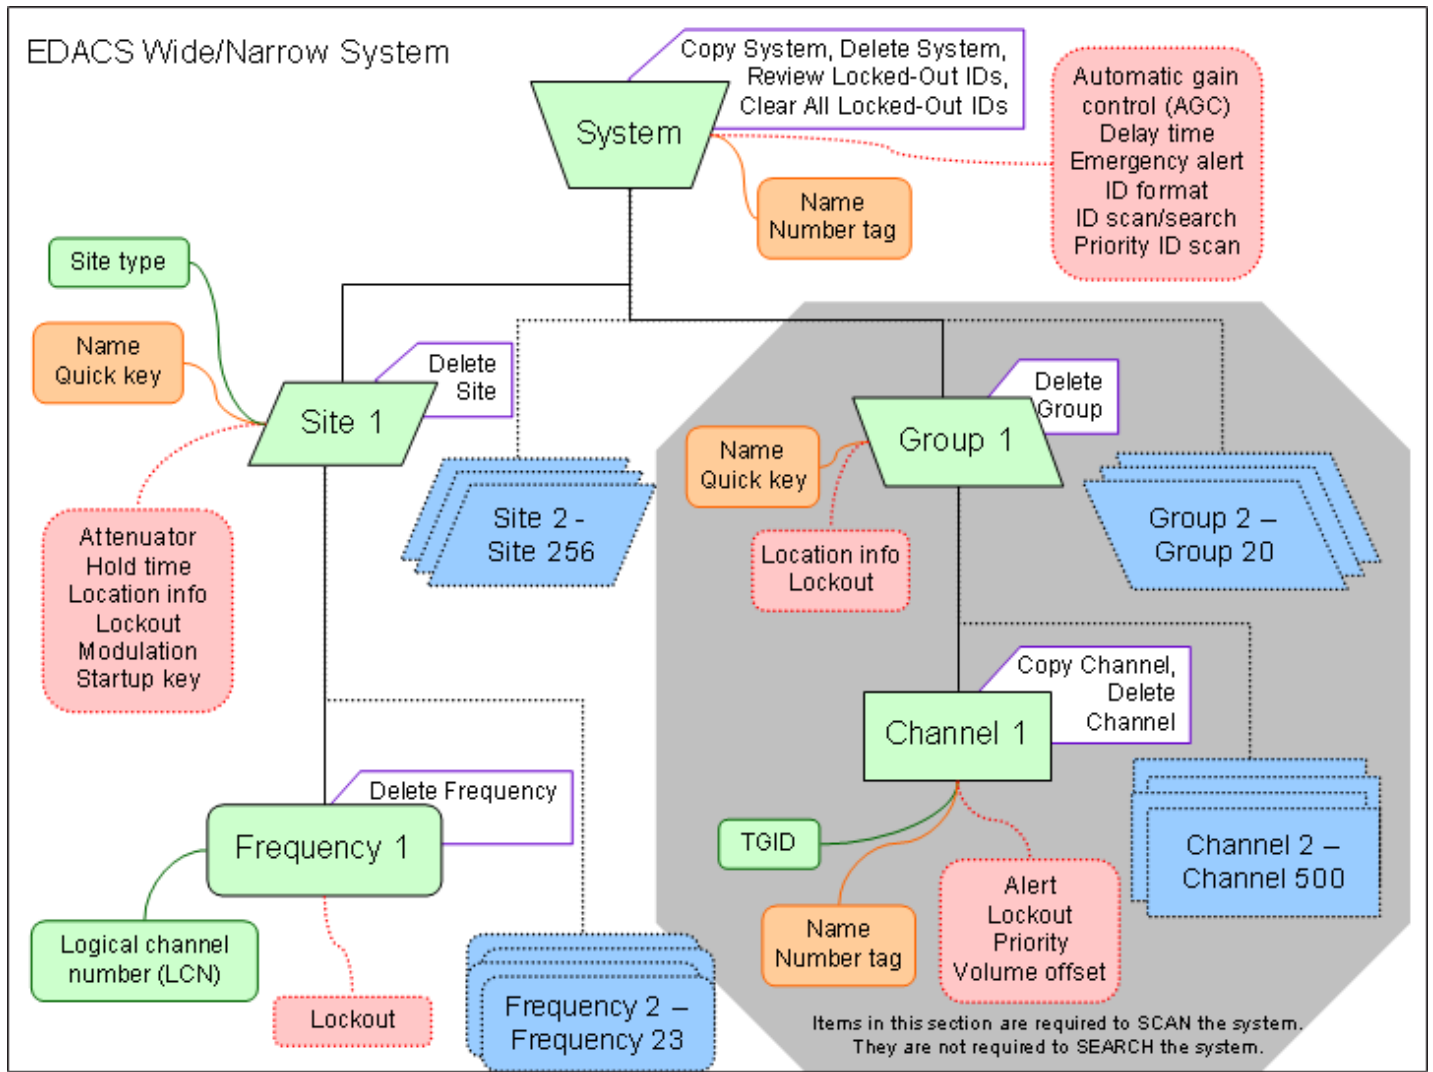 EDACS Wide/Narrow System
Copy System, Delete System,
Review Locked-Out IDs,
Clear All Locked-Out IDs
System
Automatic gain
control (AGC)
Delay time
Emergency alert
ID format
ID scan/search
Priority ID scan
Name
Number tag
Site type
Name
Quick key
Delete
Site
Site 1
Attenuator
Hold time
Location info
Lockout
Modulation
Startup key
Site 2 -
Site 256
Delete
Group
Group 1
Name
Quick key
Location info
Lockout
Group 2 –
Group 20
Copy Channel,
Delete
Channel
Channel 1
TGID
Name
Number tag
Alert
Lockout
Priority
Volume offset
Channel 2 –
Channel 500
Delete Frequency
Frequency 1
Logical channel
number (LCN)
Lockout
Frequency 2 –
Frequency 23
Items in this section are required to SCAN the system.
They are not required to SEARCH the system.